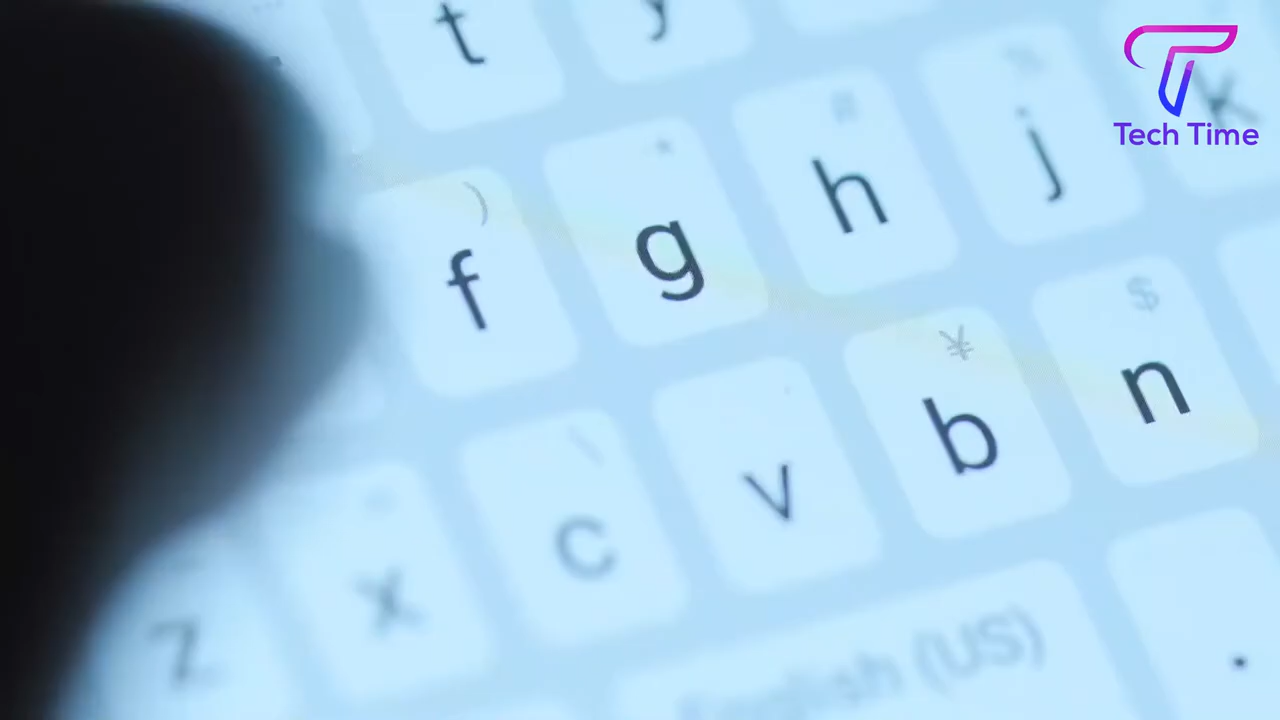 t y
Tech Time
) * j k
f g h
¥ $
b n
\
z x c v
English (US) .